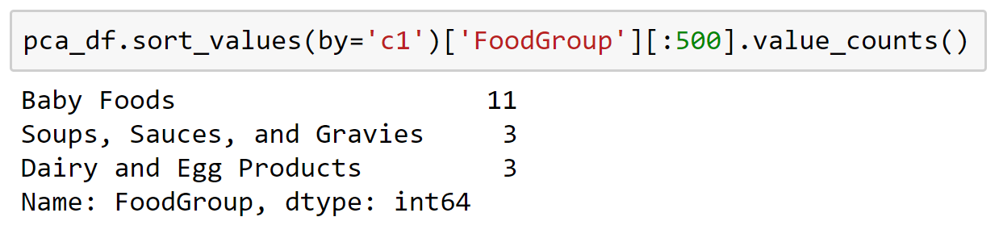 pca_df.sort_values(by='c1')['FoodGroup'][:500].value_counts()
Baby Foods                    11
Soups, Sauces, and Gravies     3
Dairy and Egg Products         3
Name: FoodGroup, dtype: int64